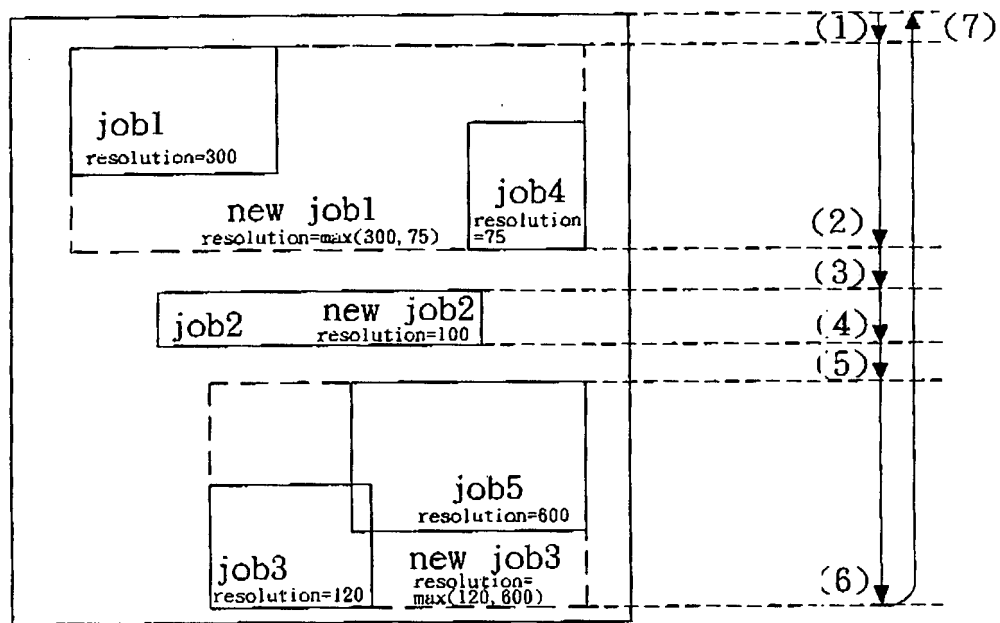 (1)
(7)
job1
resolution=300
job4
resolution
=75
new job1
resolution=max(300,75)
(2)
(3)
job2
new job2
resolution=100
(4)
(5)
job5
resolution=600
job3
resolution=120
new job3
resolution=
max(120,600)
(6)